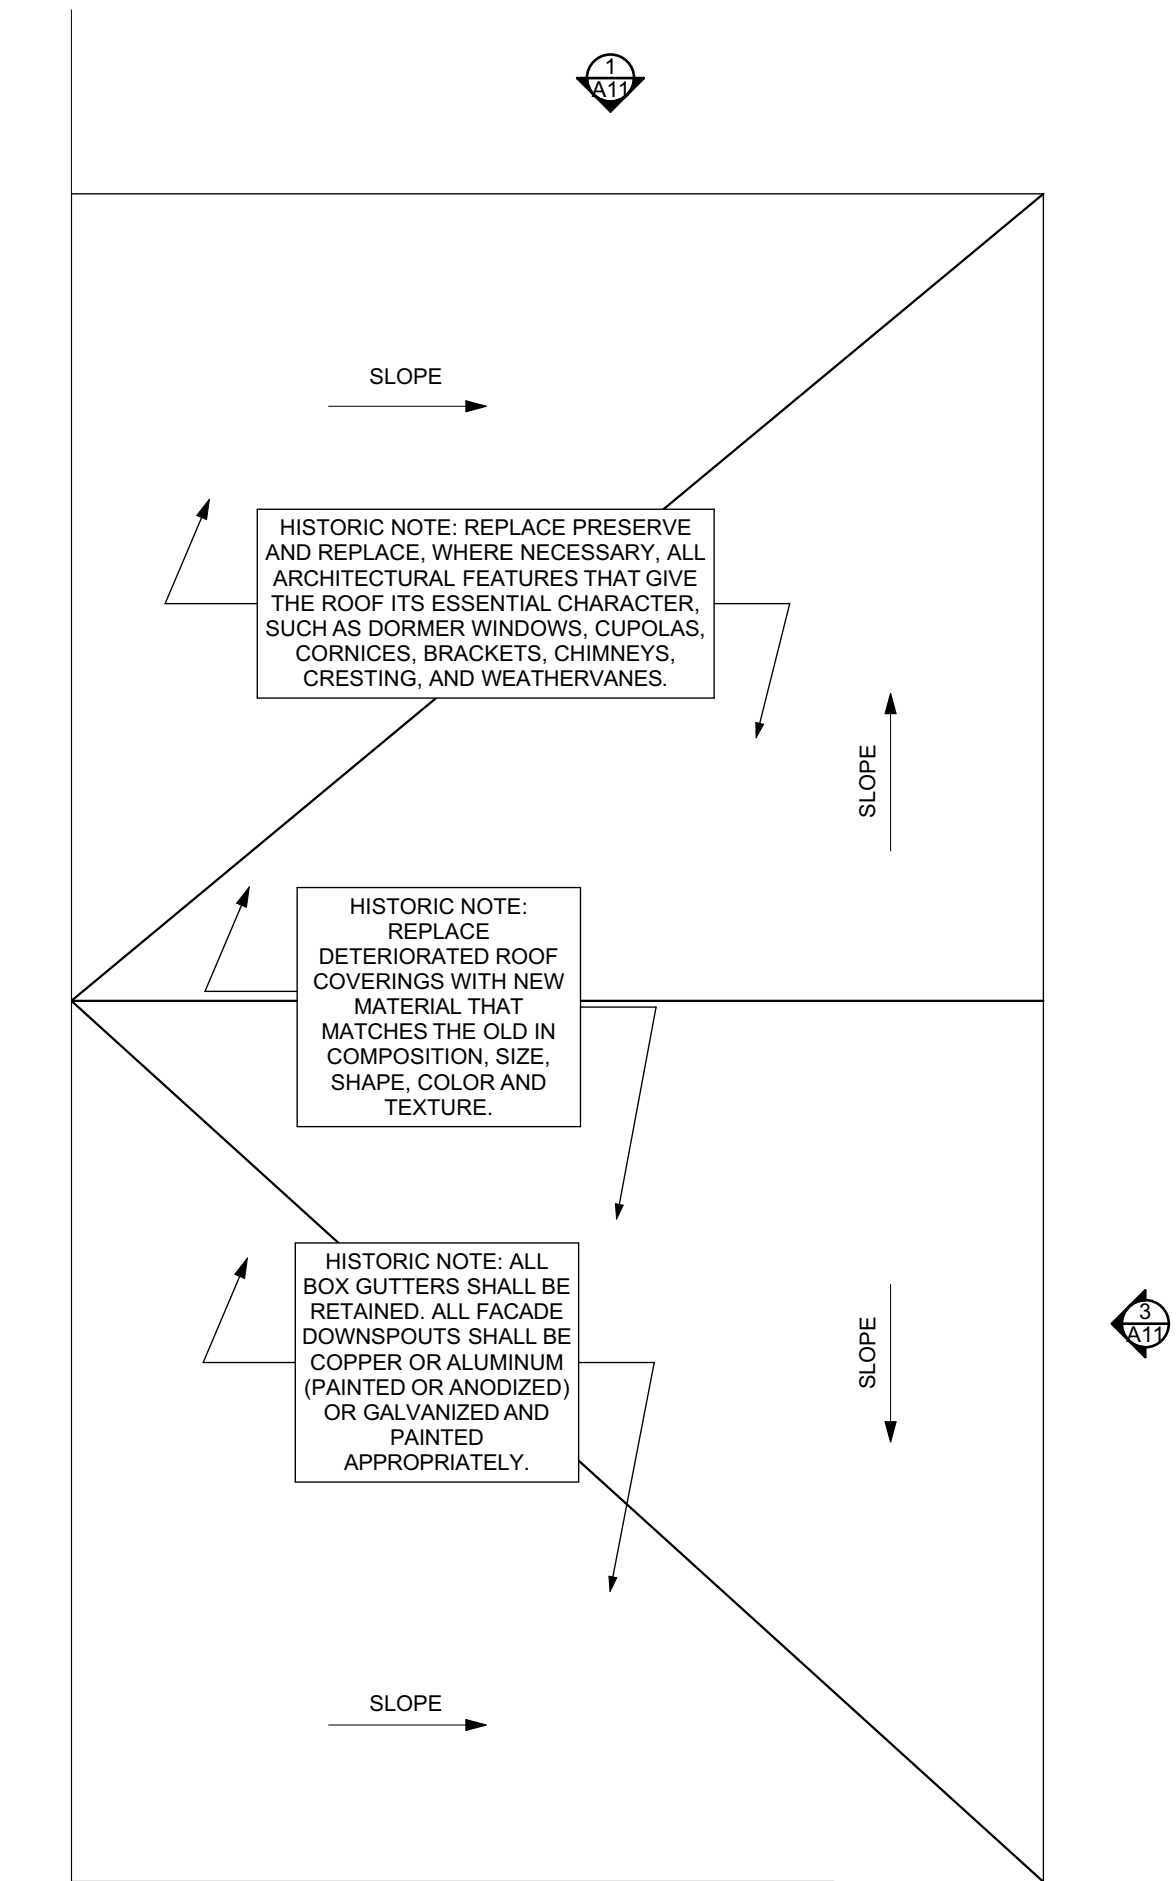 1
A11
SLOPE
HISTORIC NOTE: REPLACE PRESERVE
AND REPLACE, WHERE NECESSARY, ALL
ARCHITECTURAL FEATURES THAT GIVE
THE ROOF ITS ESSENTIAL CHARACTER,
SUCH AS DORMER WINDOWS, CUPOLAS,
CORNICES, BRACKETS, CHIMNEYS,
CRESTING, AND WEATHERVANES.
SLOPE
HISTORIC NOTE:
REPLACE
DETERIORATED ROOF
COVERINGS WITH NEW
MATERIAL THAT
MATCHES THE OLD IN
COMPOSITION, SIZE,
SHAPE, COLOR AND
TEXTURE.
HISTORIC NOTE: ALL
BOX GUTTERS SHALL BE
RETAINED. ALL FACADE
DOWNSPOUTS SHALL BE
COPPER OR ALUMINUM
(PAINTED OR ANODIZED)
OR GALVANIZED AND
PAINTED
APPROPRIATELY.
SLOPE
3
A11
SLOPE